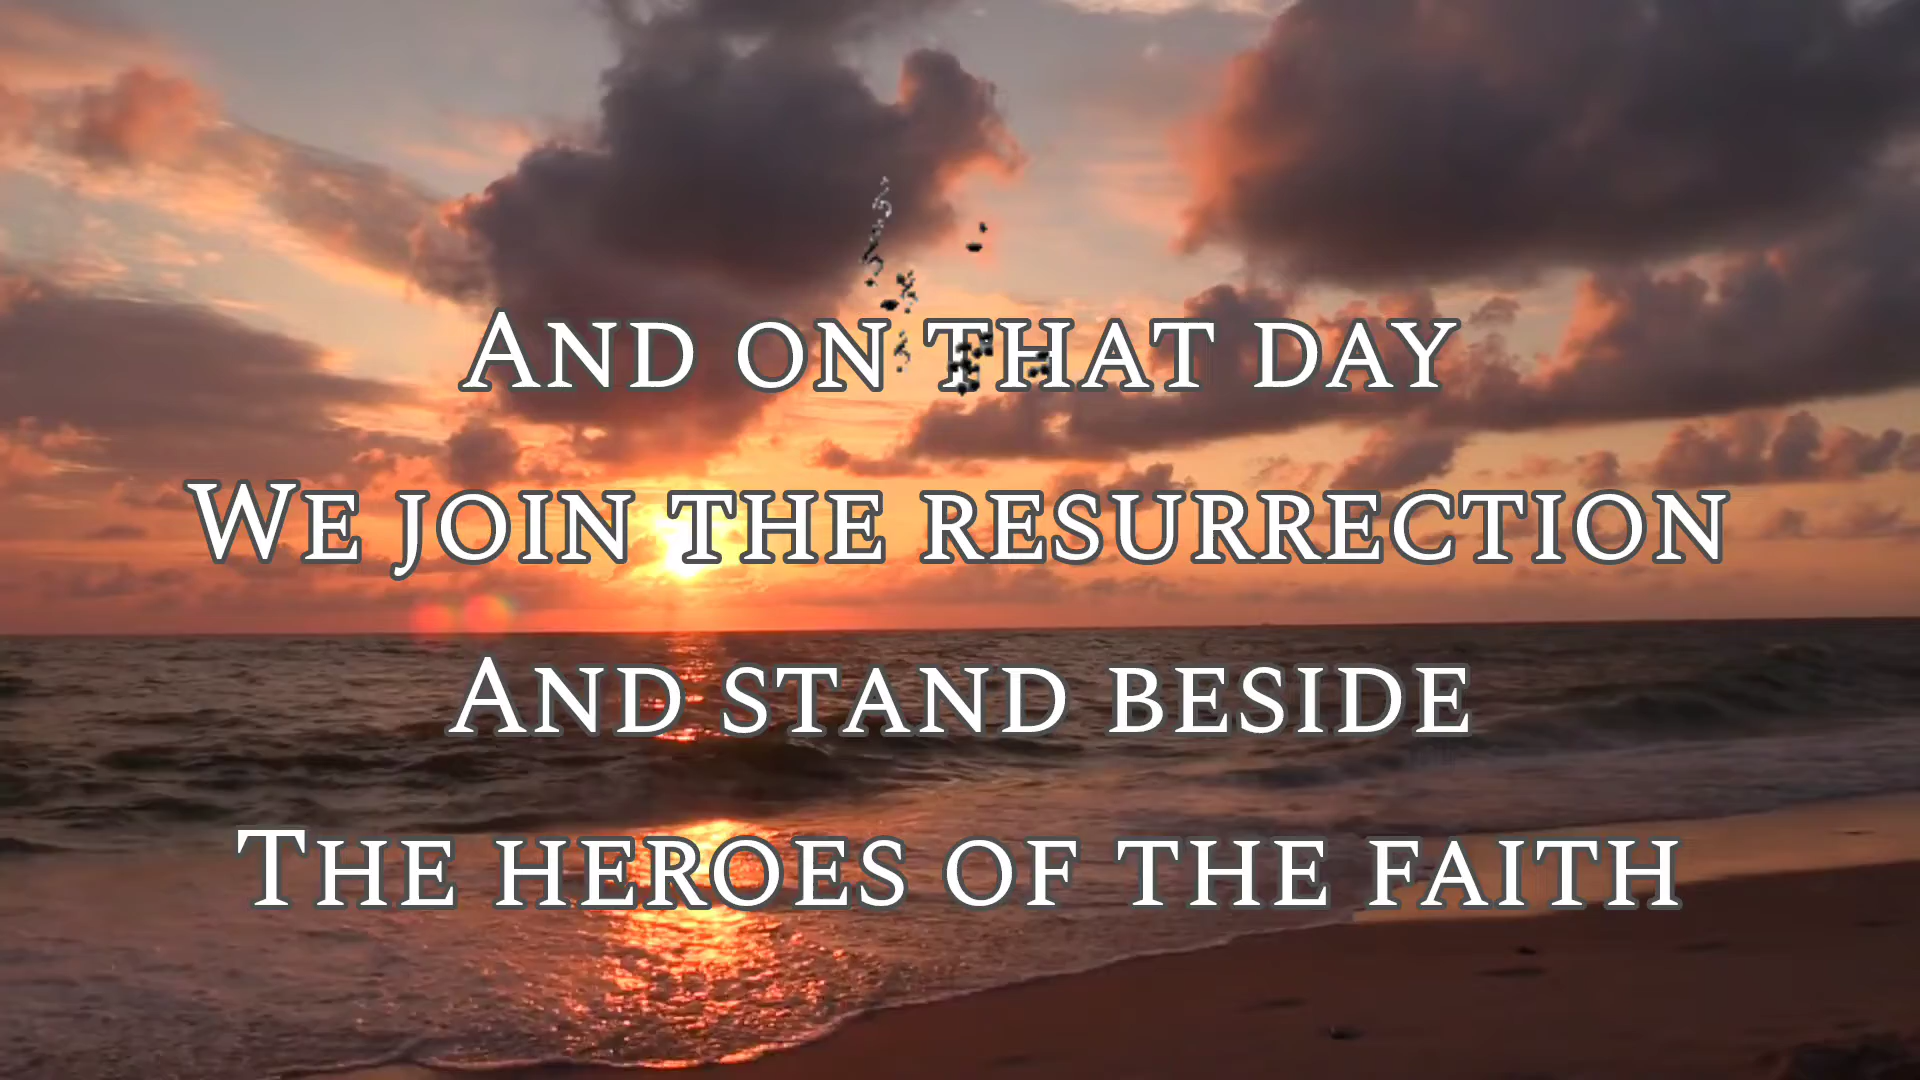 And on that day
We join the resurrection
And stand beside
The heroes of the faith